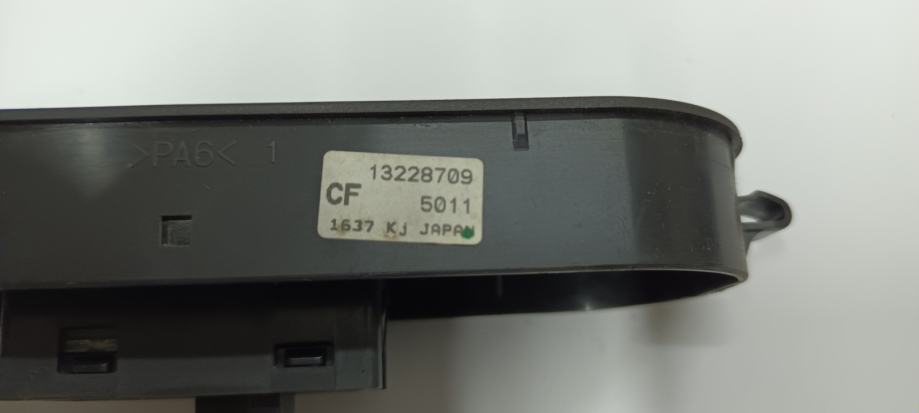 >PA6< 1
13228709
CF 5011
1637 KJ JAPAN